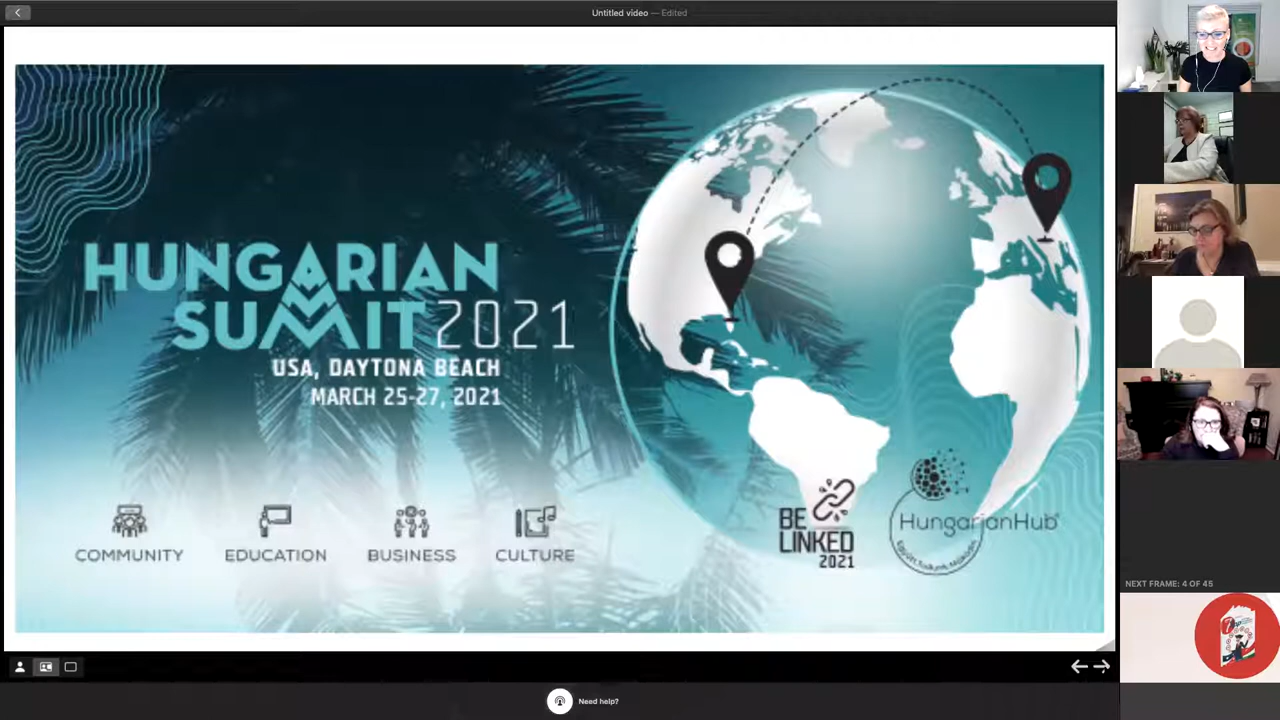 Untitled video — Edited
HUNGARIAN
SUMMIT 2021
USA, DAYTONA BEACH
MARCH 25-27, 2021
COMMUNITY
EDUCATION
BUSINESS
CULTURE
BE
LINKED
2021
HungarianHub
NEXT FRAME: 4 OF 45
Need help?